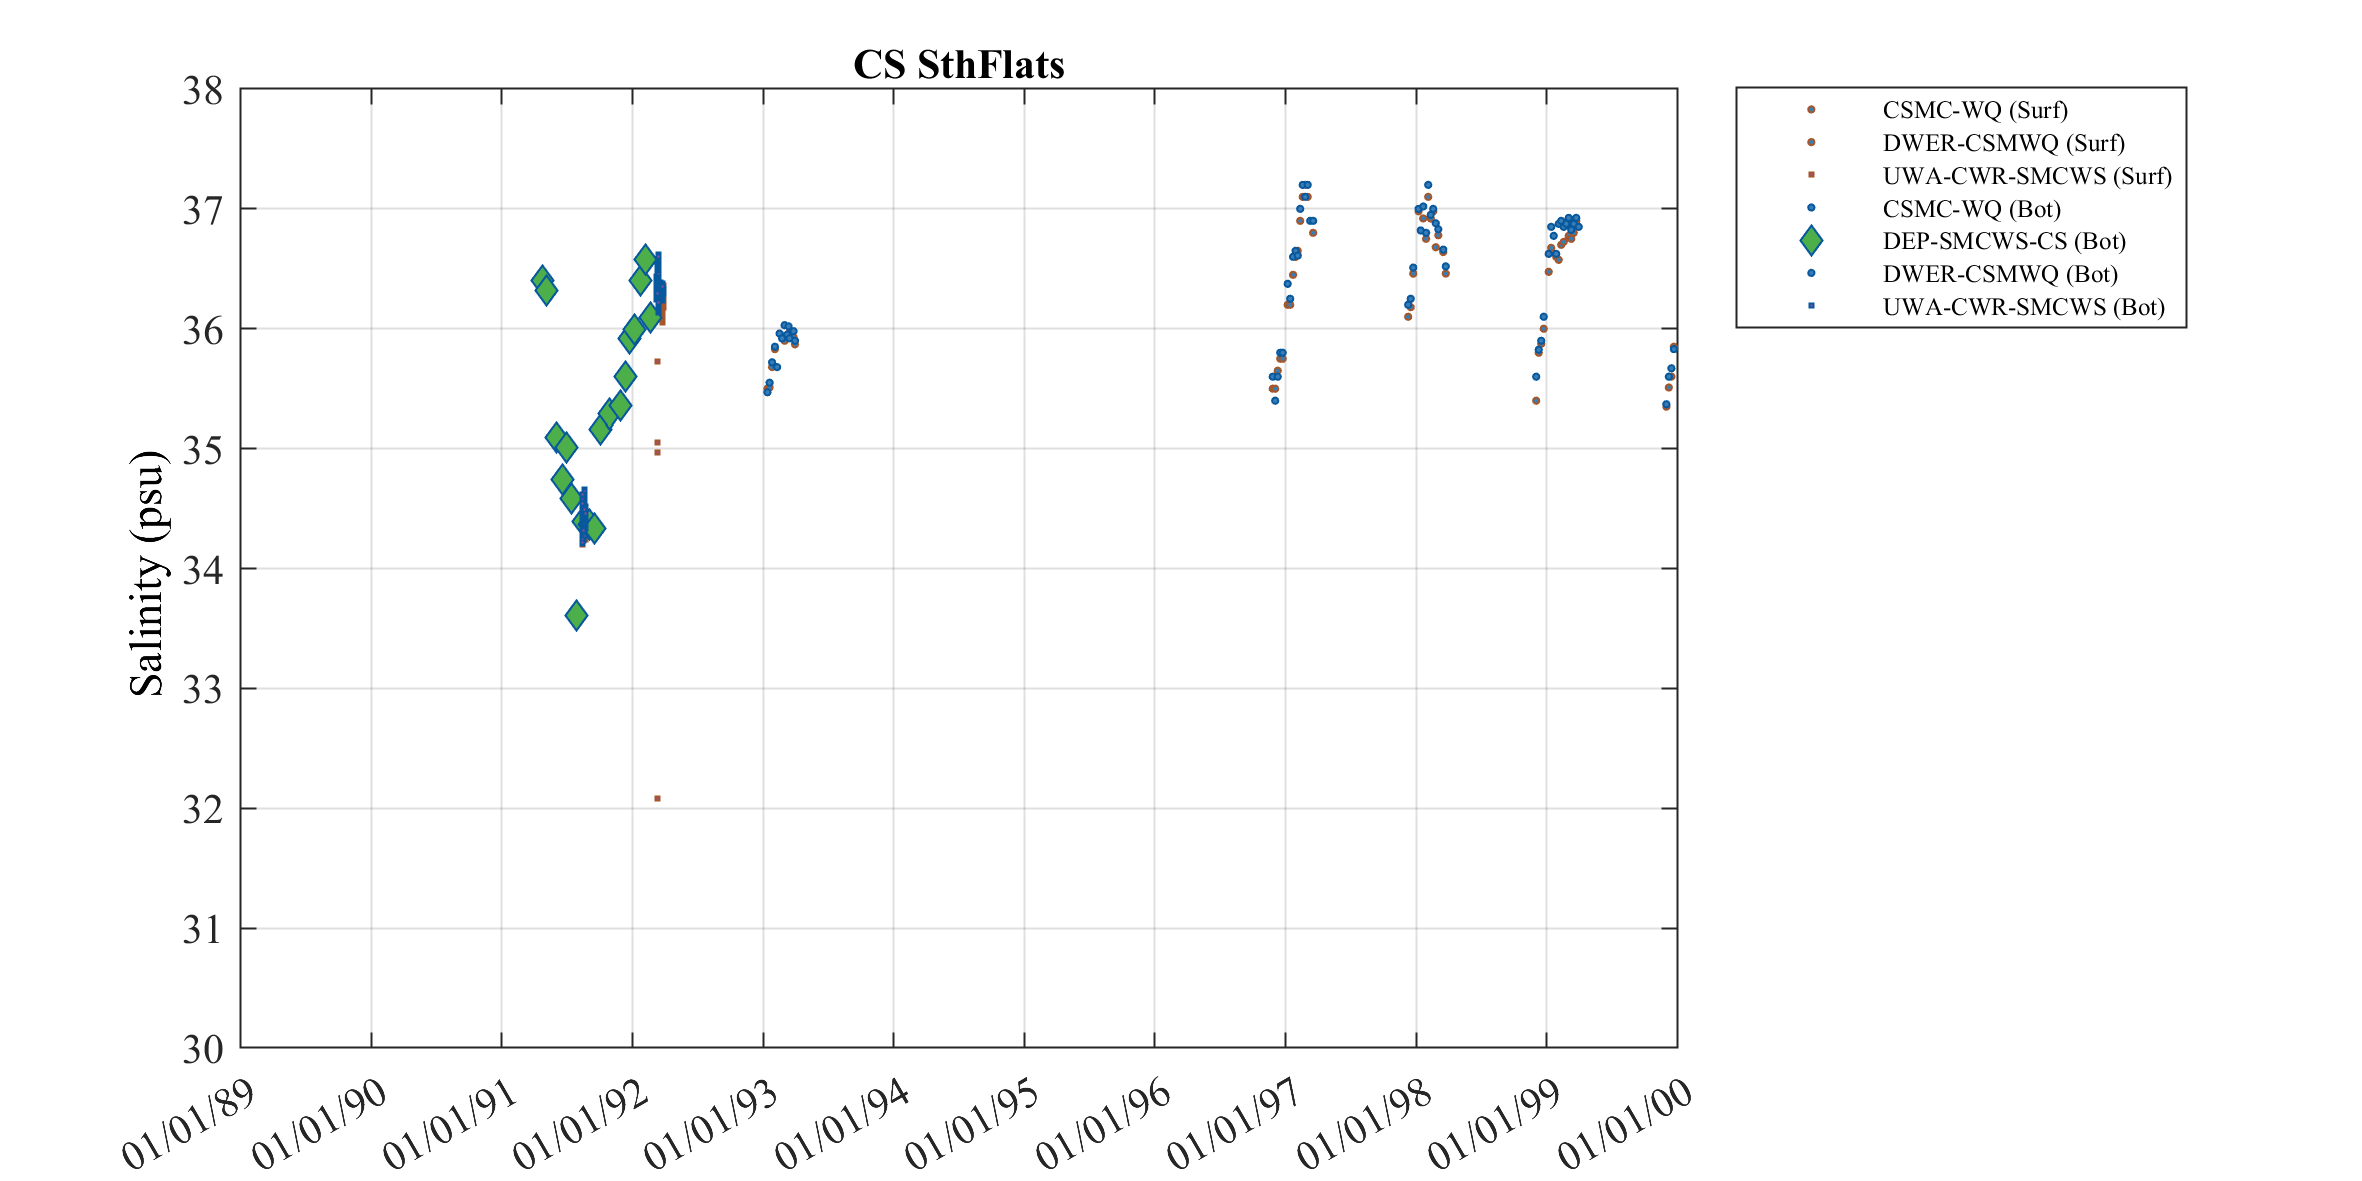 CS SthFlats
Salinity (psu)
38
37
36
35
34
33
32
31
30
01/01/89
01/01/90
01/01/91
01/01/92
01/01/93
01/01/94
01/01/95
01/01/96
01/01/97
01/01/98
01/01/99
01/01/00
CSMC-WQ (Surf)
DWER-CSMWQ (Surf)
UWA-CWR-SMCWS (Surf)
CSMC-WQ (Bot)
DEP-SMCWS-CS (Bot)
DWER-CSMWQ (Bot)
UWA-CWR-SMCWS (Bot)